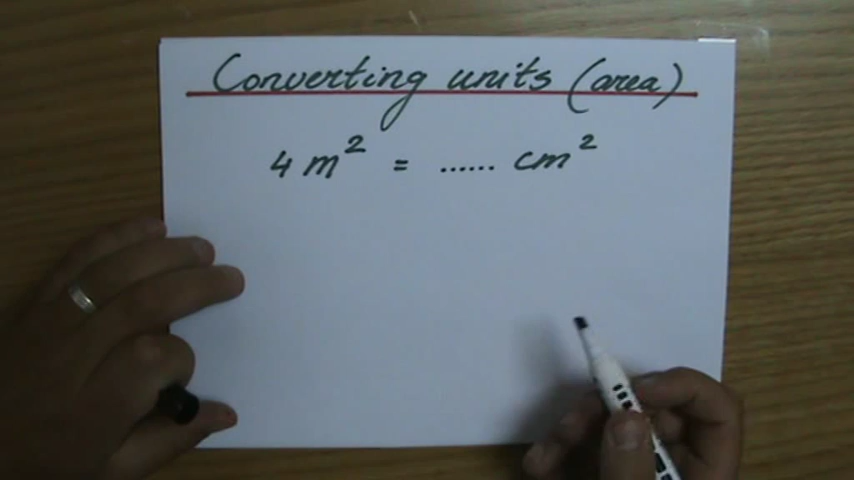 Converting units (area)
4 m² = ...... cm²